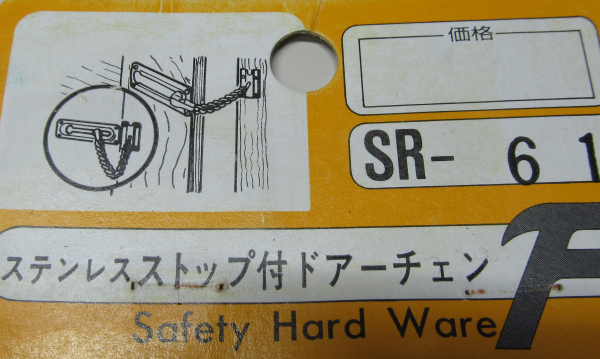 価格
SR- 61
ステンレスストップ付ドアーチェン
Safety Hard Ware
F